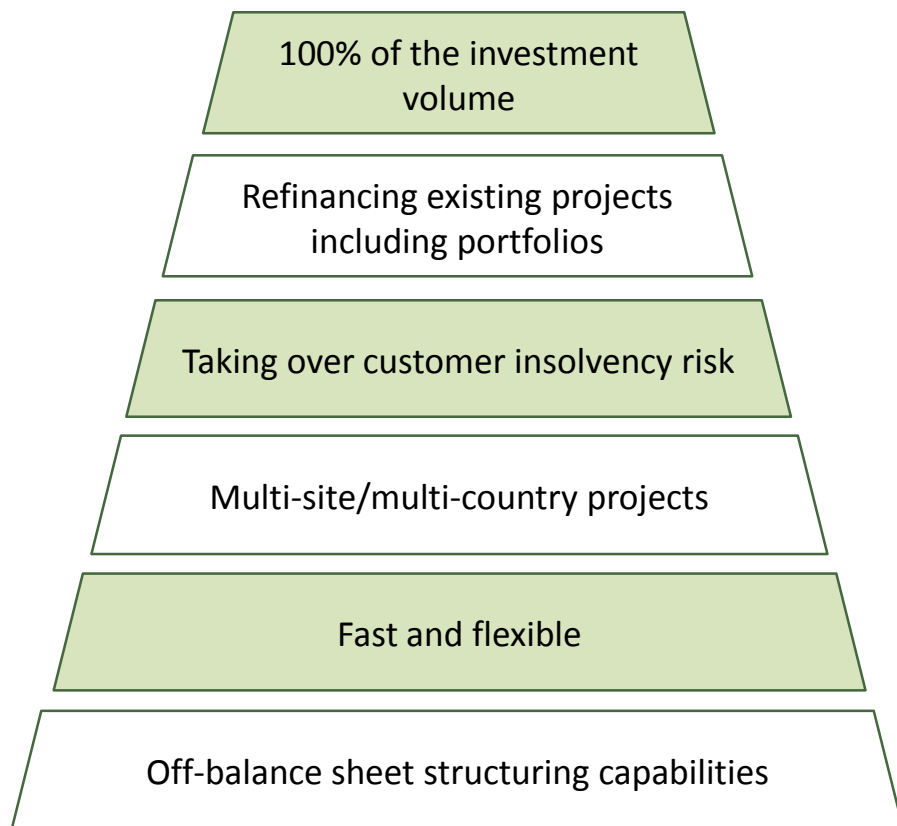 100% of the investment
volume
Refinancing existing projects
including portfolios
Taking over customer insolvency risk
Multi-site/multi-country projects
Fast and flexible
Off-balance sheet structuring capabilities